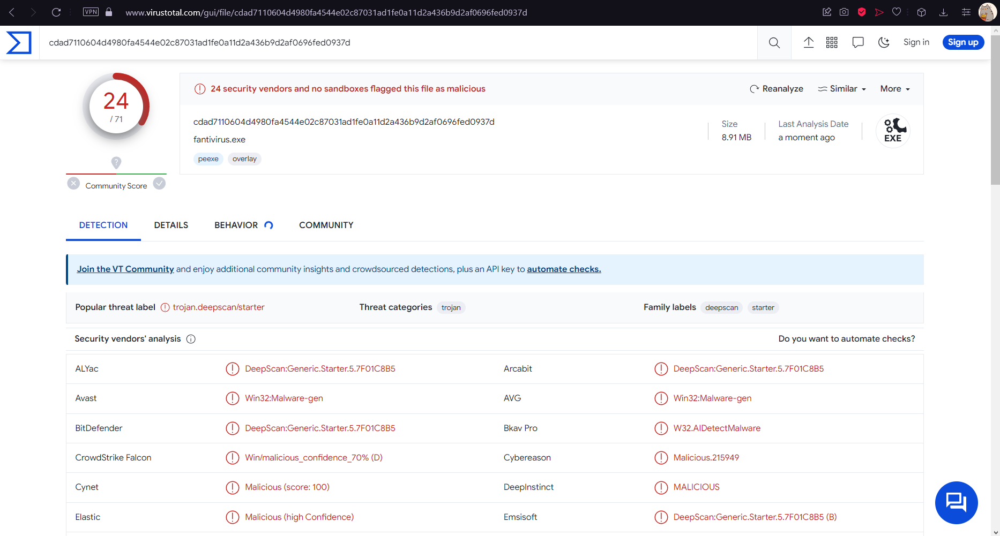 VPN www.virustotal.com/gui/file/cdad7110604d4980fa4544e02c87031ad1fe0a11d2a436b9d2af0696fed0937d
cdad7110604d4980fa4544e02c87031ad1fe0a11d2a436b9d2af0696fed0937d Sign in Sign up
24 / 71
24 security vendors and no sandboxes flagged this file as malicious Reanalyze Similar More
cdad7110604d4980fa4544e02c87031ad1fe0a11d2a436b9d2af0696fed0937d
fantivirus.exe
peexe overlay
Size
8.91 MB
Last Analysis Date
a moment ago
EXE
?
Community Score
DETECTION DETAILS BEHAVIOR COMMUNITY
Join the VT Community and enjoy additional community insights and crowdsourced detections, plus an API key to automate checks.
Popular threat label trojan.deepscan/starter Threat categories trojan Family labels deepscan starter
Security vendors' analysis Do you want to automate checks?
ALYac DeepScan:Generic.Starter.5.7F01C8B5 Arcabit DeepScan:Generic.Starter.5.7F01C8B5
Avast Win32:Malware-gen AVG Win32:Malware-gen
BitDefender DeepScan:Generic.Starter.5.7F01C8B5 Bkav Pro W32.AIDetectMalware
CrowdStrike Falcon Win/malicious_confidence_70% (D) Cybereason Malicious.215949
Cynet Malicious (score: 100) DeepInstinct MALICIOUS
Elastic Malicious (high Confidence) Emsisoft DeepScan:Generic.Starter.5.7F01C8B5 (B)